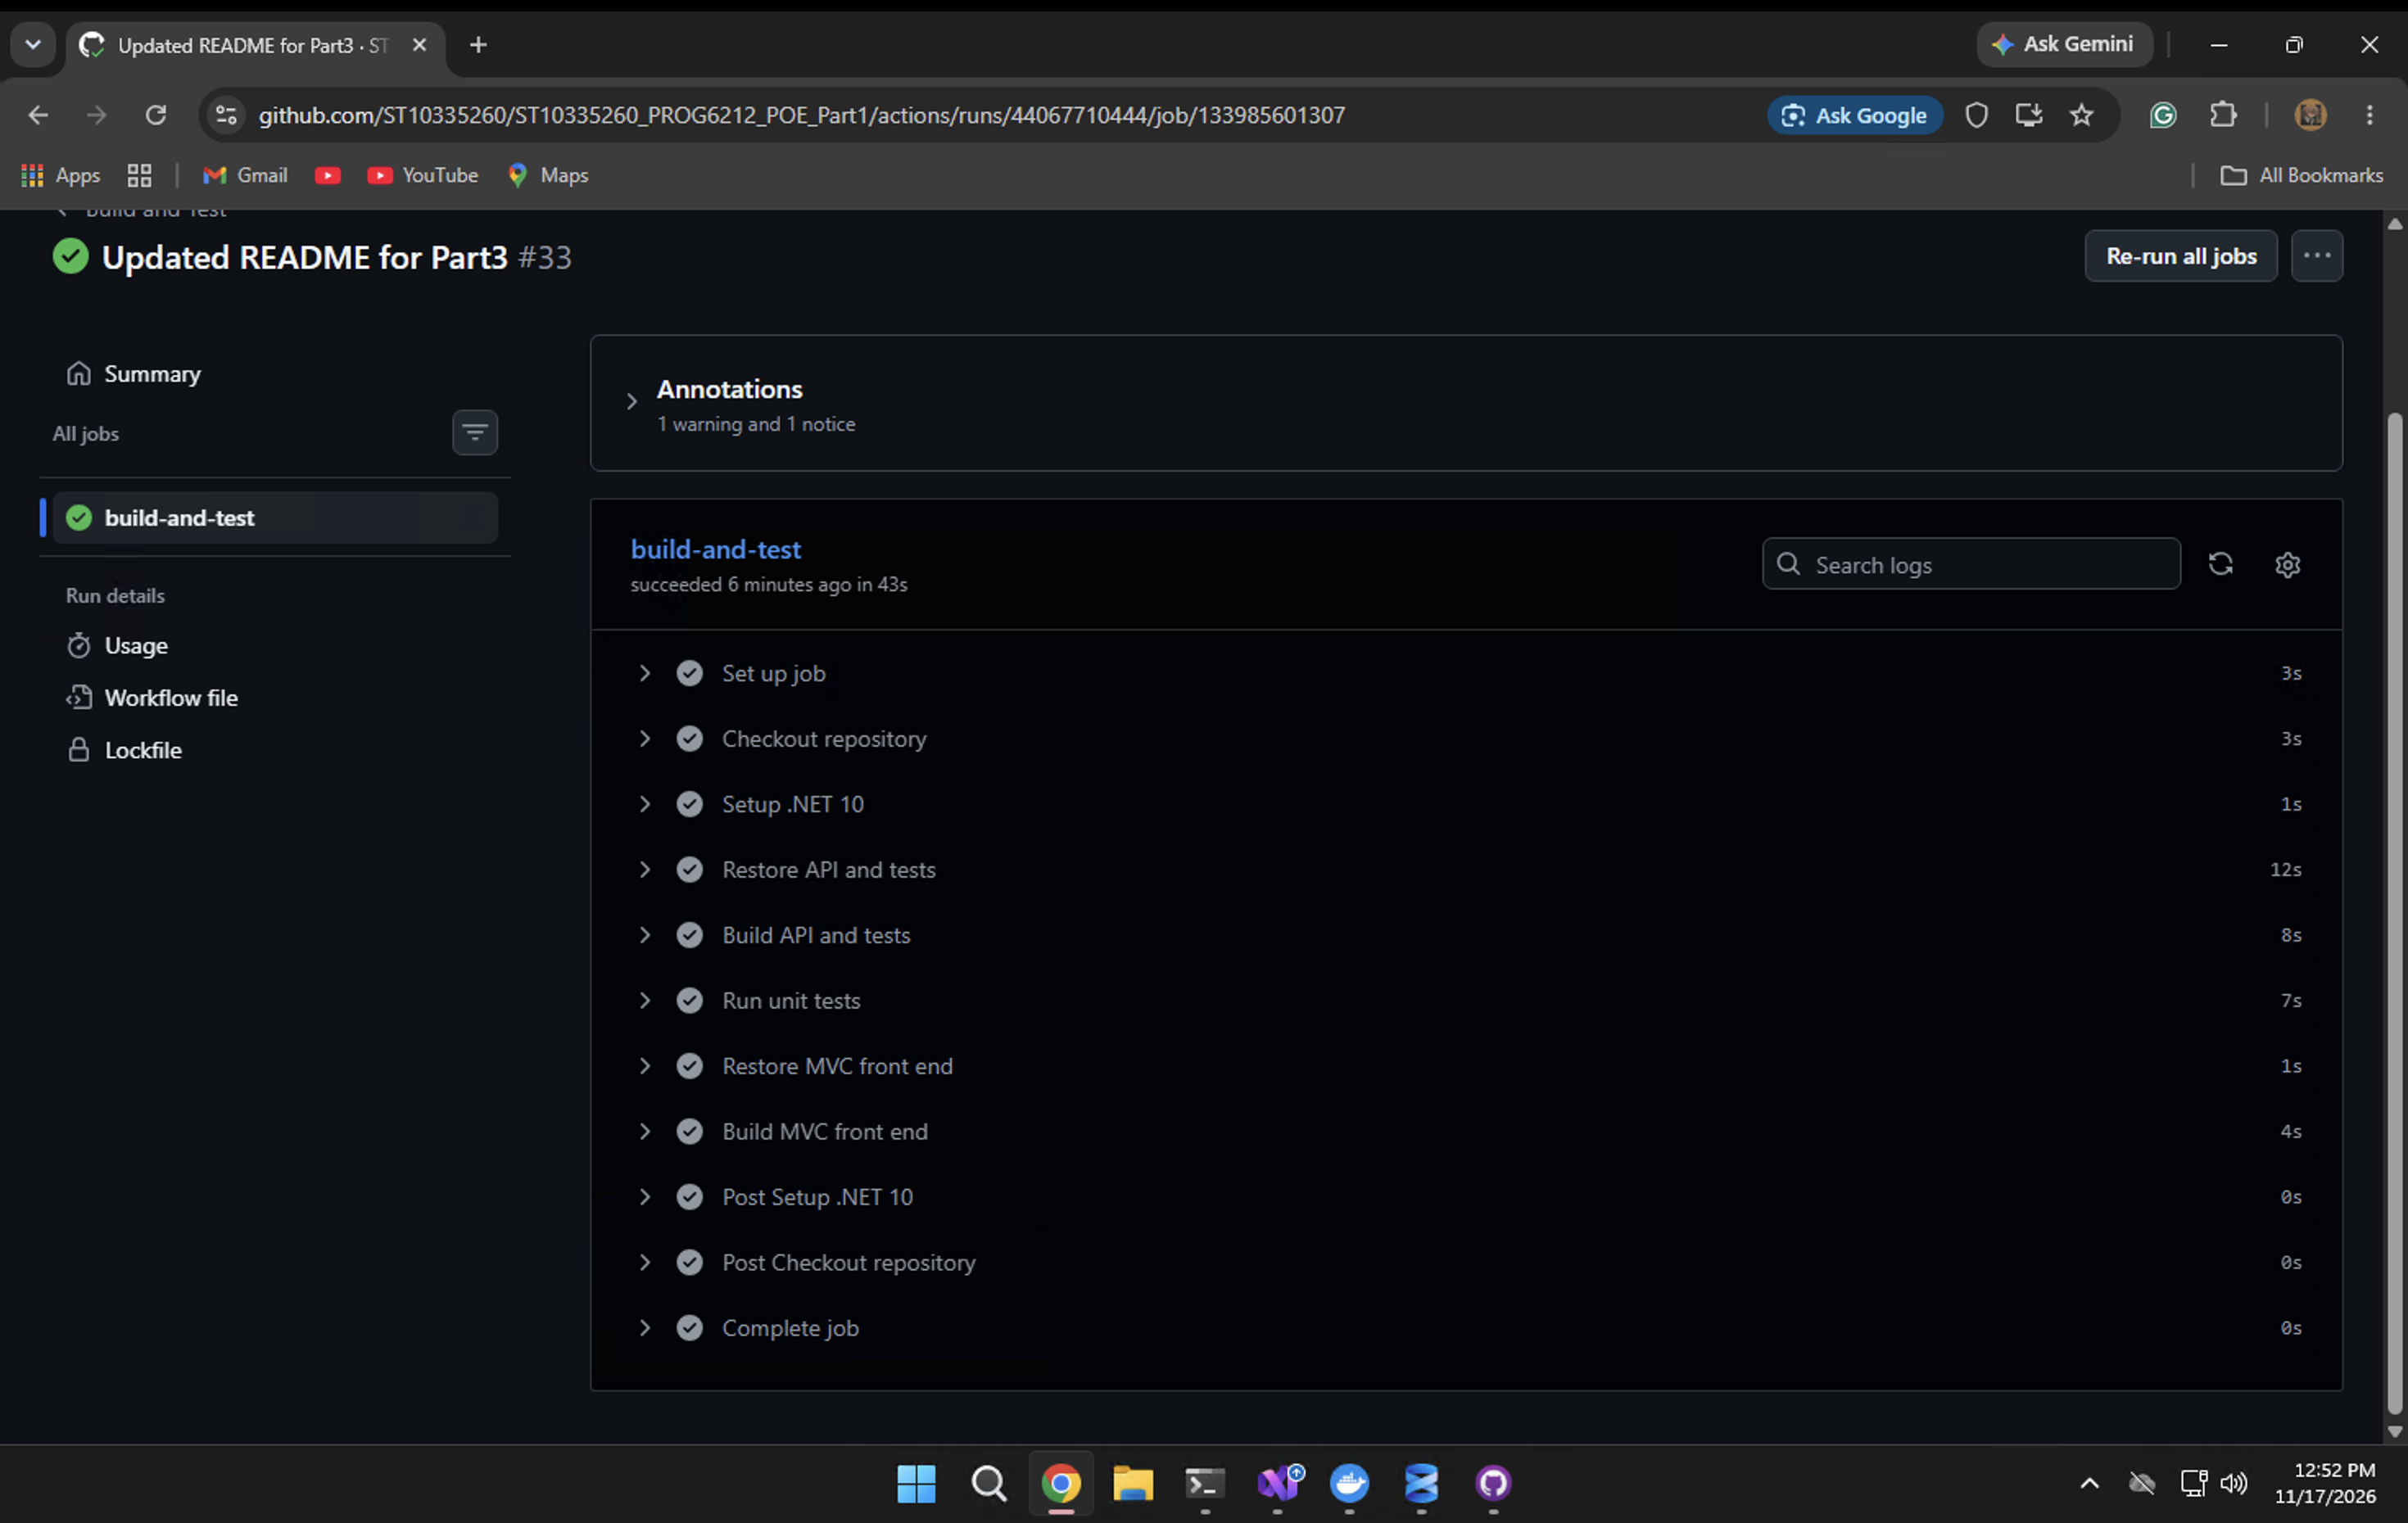 Updated README for Part3 · ST
Ask Gemini
github.com/ST10335260/ST10335260_PROG6212_POE_Part1/actions/runs/44067710444/job/133985601307
Ask Google
Apps
Gmail
YouTube
Maps
All Bookmarks
Build and Test
Updated README for Part3 #33
Re-run all jobs
Summary
All jobs
build-and-test
Run details
Usage
Workflow file
Lockfile
Annotations
1 warning and 1 notice
build-and-test
succeeded 6 minutes ago in 43s
Search logs
Set up job 3s
Checkout repository 3s
Setup .NET 10 1s
Restore API and tests 12s
Build API and tests 8s
Run unit tests 7s
Restore MVC front end 1s
Build MVC front end 4s
Post Setup .NET 10 0s
Post Checkout repository 0s
Complete job 0s
12:52 PM
11/17/2026